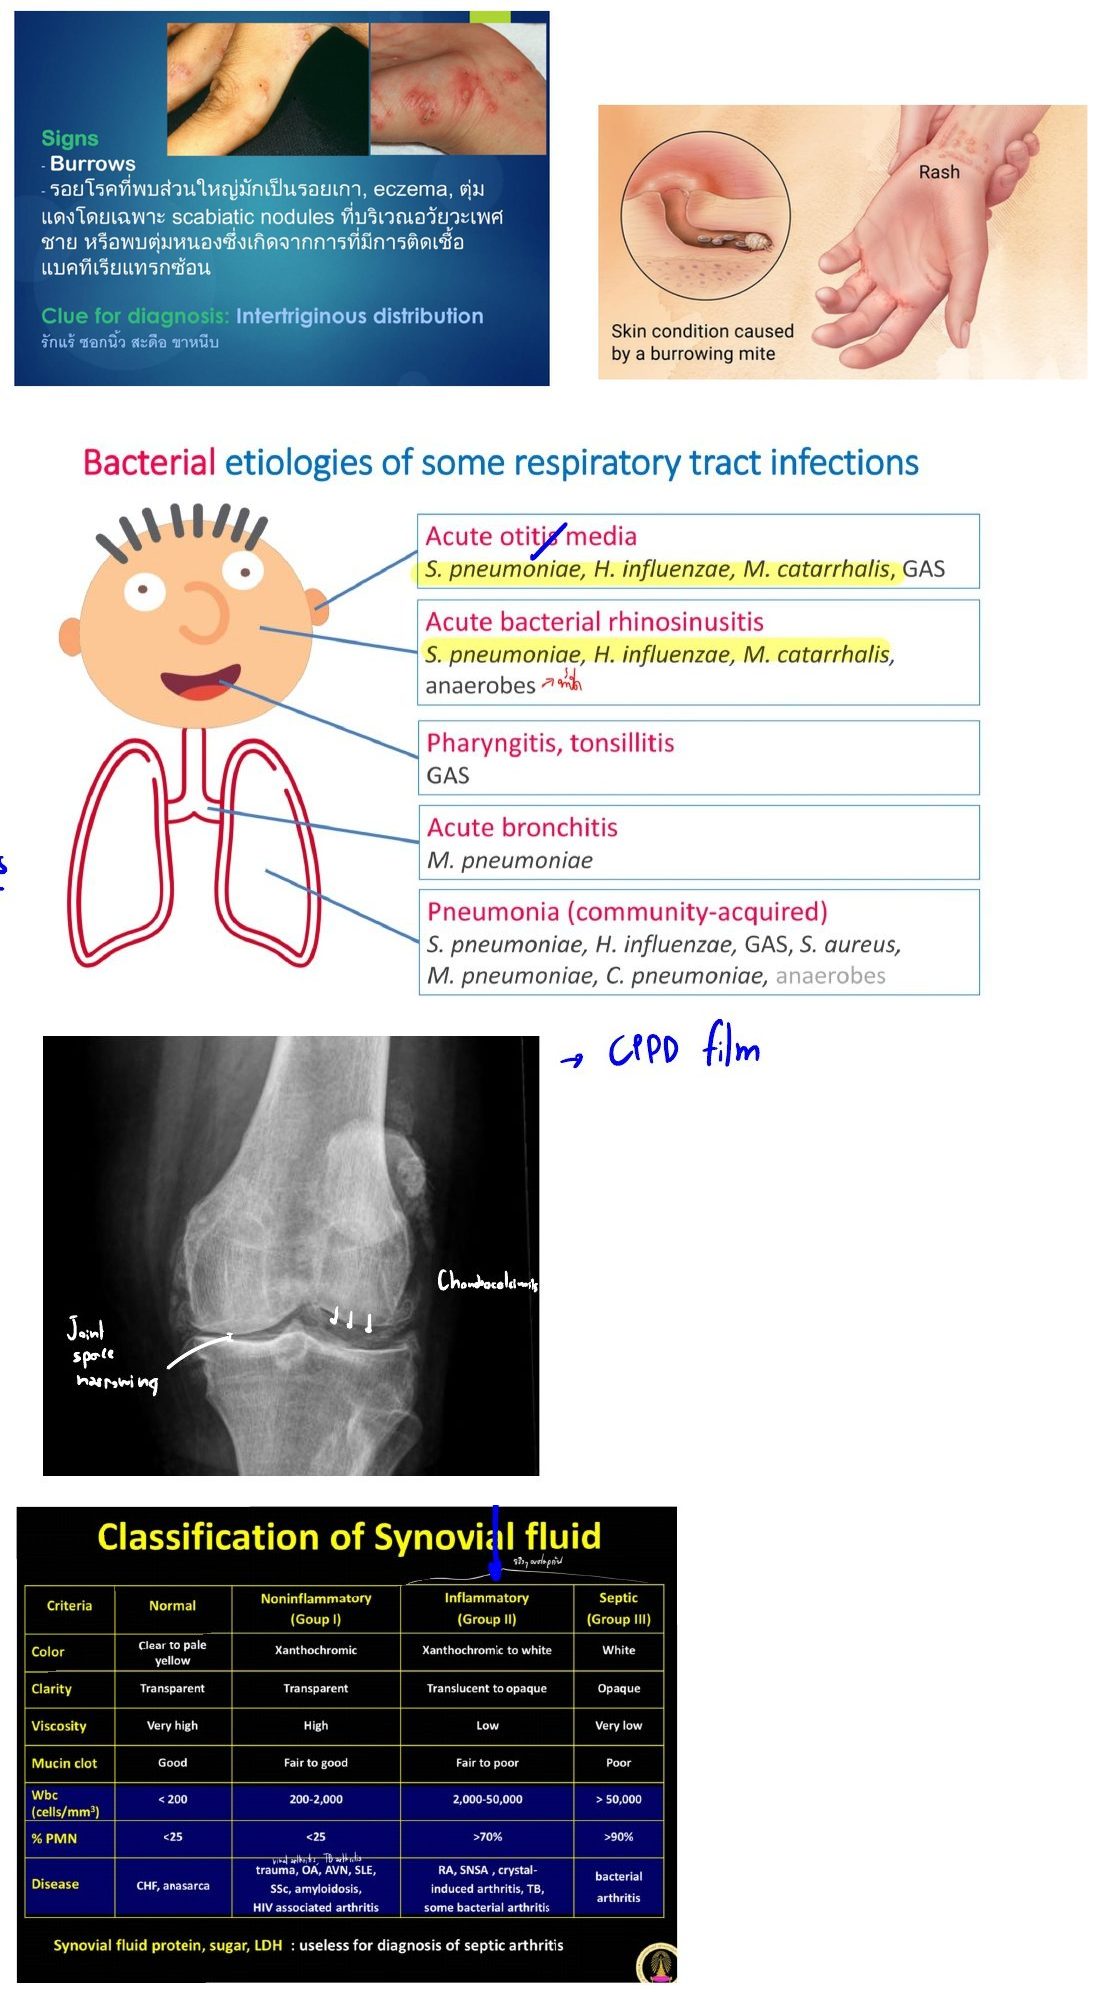 Signs
- Burrows
- รอยโรคที่พบส่วนใหญ่มักเป็นรอยเกา, eczema, ตุ่ม
แดงโดยเฉพาะ scabiatic nodules ที่บริเวณอวัยวะเพศ
ชาย หรือพบตุ่มหนองซึ่งเกิดจากการที่มีการติดเชื้อ
แบคทีเรียแทรกซ้อน
Clue for diagnosis: Intertriginous distribution
รักแร้ ซอกนิ้ว สะดือ ขาหนีบ
Rash
Skin condition caused
by a burrowing mite
Bacterial etiologies of some respiratory tract infections
Acute otitis media
S. pneumoniae, H. influenzae, M. catarrhalis, GAS
Acute bacterial rhinosinusitis
S. pneumoniae, H. influenzae, M. catarrhalis,
anaerobes →
Pharyngitis, tonsillitis
GAS
Acute bronchitis
M. pneumoniae
Pneumonia (community-acquired)
S. pneumoniae, H. influenzae, GAS, S. aureus,
M. pneumoniae, C. pneumoniae, anaerobes
→ CPPD film
Joint
space
narrowing
Classification of Synovial fluid
Criteria Normal Noninflammatory (Goup I) Inflammatory (Group II) Septic (Group III)
Color Clear to pale yellow Xanthochromic Xanthochromic to white White
Clarity Transparent Transparent Translucent to opaque Opaque
Viscosity Very high High Low Very low
Mucin clot Good Fair to good Fair to poor Poor
Wbc (cells/mm³) < 200 200-2,000 2,000-50,000 > 50,000
% PMN <25 <25 >70% >90%
Disease CHF, anasarca trauma, OA, AVN, SLE, SSc, amyloidosis, HIV associated arthritis RA, SNSA , crystal-induced arthritis, TB, some bacterial arthritis bacterial arthritis
Synovial fluid protein, sugar, LDH : useless for diagnosis of septic arthritis